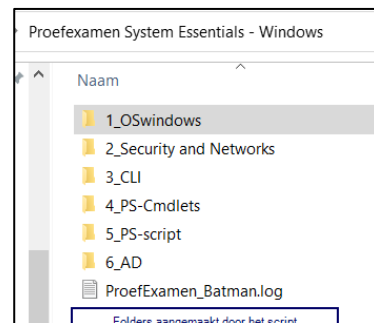 Proefexamen System Essentials - Windows
Naam
1_OSwindows
2_Security and Networks
3_CLI
4_PS-Cmdlets
5_PS-script
6_AD
ProefExamen_Batman.log
Folders aangemaakt door het script